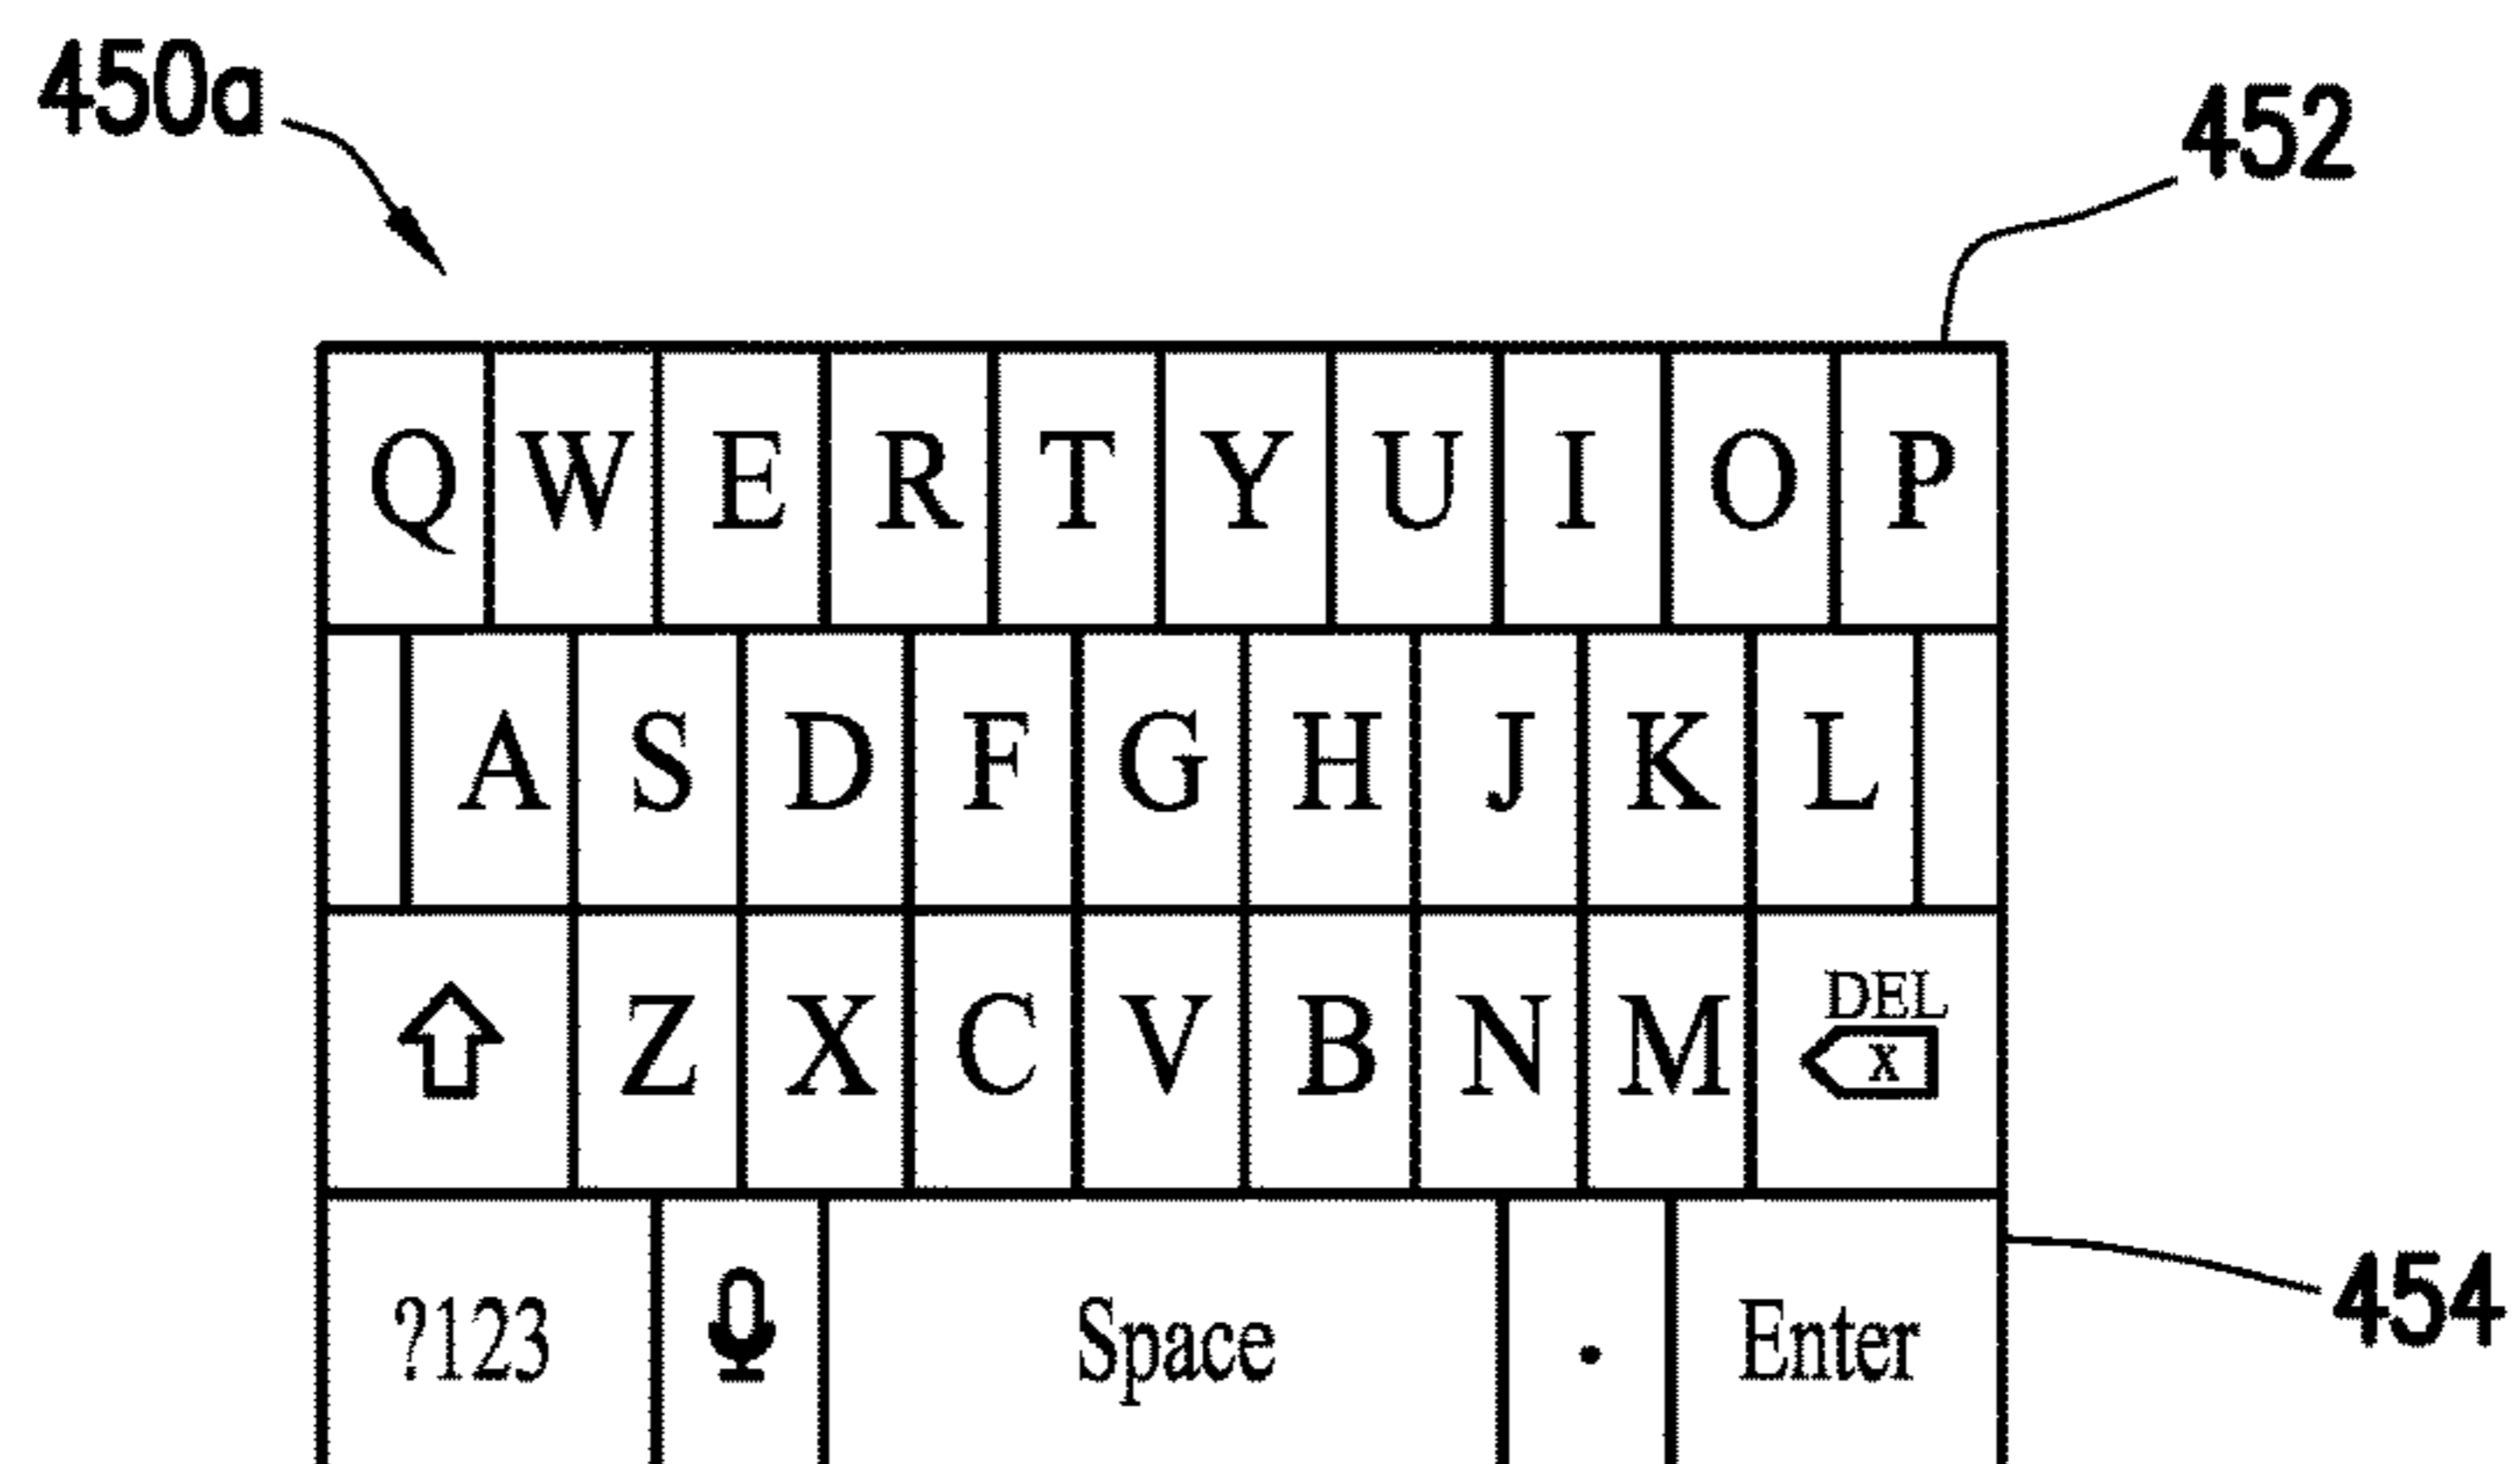 450a
452
Q W E R T Y U I O P
A S D F G H J K L
DEL
Z X C V B N M X
454
?123 Space . Enter